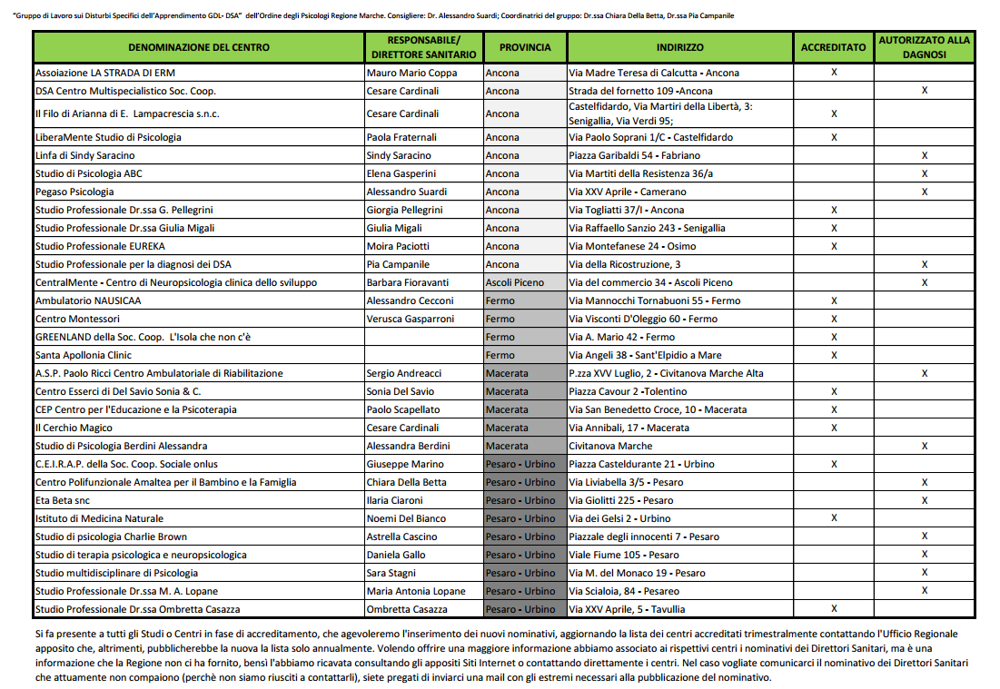 "Gruppo di Lavoro sui Disturbi Specifici dell'Apprendimento GDL- DSA" dell'Ordine degli Psicologi Regione Marche. Consigliere: Dr. Alessandro Suardi; Coordinatrici del gruppo: Dr.ssa Chiara Della Betta, Dr.ssa Pia Campanile
DENOMINAZIONE DEL CENTRO RESPONSABILE/ DIRETTORE SANITARIO PROVINCIA INDIRIZZO ACCREDITATO AUTORIZZATO ALLA DAGNOSI
Assoiazione LA STRADA DI ERM Mauro Mario Coppa Ancona Via Madre Teresa di Calcutta - Ancona X
DSA Centro Multispecialistico Soc. Coop. Cesare Cardinali Ancona Strada del fornetto 109 -Ancona X
Il Filo di Arianna di E. Lampacrescia s.n.c. Cesare Cardinali Ancona Castelfidardo, Via Martiri della Libertà, 3: Senigallia, Via Verdi 95; X
LiberaMente Studio di Psicologia Paola Fraternali Ancona Via Paolo Soprani 1/C - Castelfidardo X
Linfa di Sindy Saracino Sindy Saracino Ancona Piazza Garibaldi 54 - Fabriano X
Studio di Psicologia ABC Elena Gasperini Ancona Via Martiti della Resistenza 36/a X
Pegaso Psicologia Alessandro Suardi Ancona Via XXV Aprile - Camerano X
Studio Professionale Dr.ssa G. Pellegrini Giorgia Pellegrini Ancona Via Togliatti 37/I - Ancona X
Studio Professionale Dr.ssa Giulia Migali Giulia Migali Ancona Via Raffaello Sanzio 243 - Senigallia X
Studio Professionale EUREKA Moira Paciotti Ancona Via Montefanese 24 - Osimo X
Studio Professionale per la diagnosi dei DSA Pia Campanile Ancona Via della Ricostruzione, 3 X
CentralMente - Centro di Neuropsicologia clinica dello sviluppo Barbara Fioravanti Ascoli Piceno Via del commercio 34 - Ascoli Piceno X
Ambulatorio NAUSICAA Alessandro Cecconi Fermo Via Mannocchi Tornabuoni 55 - Fermo X
Centro Montessori Verusca Gasparroni Fermo Via Visconti D'Oleggio 60 - Fermo X
GREENLAND della Soc. Coop. L'Isola che non c'è Fermo Via A. Mario 42 - Fermo X
Santa Apollonia Clinic Fermo Via Angeli 38 - Sant'Elpidio a Mare X
A.S.P. Paolo Ricci Centro Ambulatoriale di Riabilitazione Sergio Andreacci Macerata P.zza XVV Luglio, 2 - Civitanova Marche Alta X
Centro Esserci di Del Savio Sonia & C. Sonia Del Savio Macerata Piazza Cavour 2 -Tolentino X
CEP Centro per l'Educazione e la Psicoterapia Paolo Scapellato Macerata Via San Benedetto Croce, 10 - Macerata X
Il Cerchio Magico Cesare Cardinali Macerata Via Annibali, 17 - Macerata X
Studio di Psicologia Berdini Alessandra Alessandra Berdini Macerata Civitanova Marche X
C.E.I.R.A.P. della Soc. Coop. Sociale onlus Giuseppe Marino Pesaro - Urbino Piazza Casteldurante 21 - Urbino X
Centro Polifunzionale Amaltea per il Bambino e la Famiglia Chiara Della Betta Pesaro - Urbino Via Liviabella 3/5 - Pesaro X
Eta Beta snc Ilaria Ciaroni Pesaro - Urbino Via Giolitti 225 - Pesaro X
Istituto di Medicina Naturale Noemi Del Bianco Pesaro - Urbino Via dei Gelsi 2 - Urbino X
Studio di psicologia Charlie Brown Astrella Cascino Pesaro - Urbino Piazzale degli innocenti 7 - Pesaro X
Studio di terapia psicologica e neuropsicologica Daniela Gallo Pesaro - Urbino Viale Fiume 105 - Pesaro X
Studio multidisciplinare di Psicologia Sara Stagni Pesaro - Urbino Via M. del Monaco 19 - Pesaro X
Studio Professionale Dr.ssa M. A. Lopane Maria Antonia Lopane Pesaro - Urbino Via Scialoia, 84 - Pesareo X
Studio Professionale Dr.ssa Ombretta Casazza Ombretta Casazza Pesaro - Urbino Via XXV Aprile, 5 - Tavullia X
Si fa presente a tutti gli Studi o Centri in fase di accreditamento, che agevoleremo l'inserimento dei nuovi nominativi, aggiornando la lista dei centri accreditati trimestralmente contattando l'Ufficio Regionale
apposito che, altrimenti, pubblicherebbe la nuova la lista solo annualmente. Volendo offrire una maggiore informazione abbiamo associato ai rispettivi centri i nominativi dei Direttori Sanitari, ma è una
informazione che la Regione non ci ha fornito, bensì l'abbiamo ricavata consultando gli appositi Siti Internet o contattando direttamente i centri. Nel caso vogliate comunicarci il nominativo dei Direttori Sanitari
che attuamente non compaiono (perchè non siamo riusciti a contattarli), siete pregati di inviarci una mail con gli estremi necessari alla pubblicazione del nominativo.